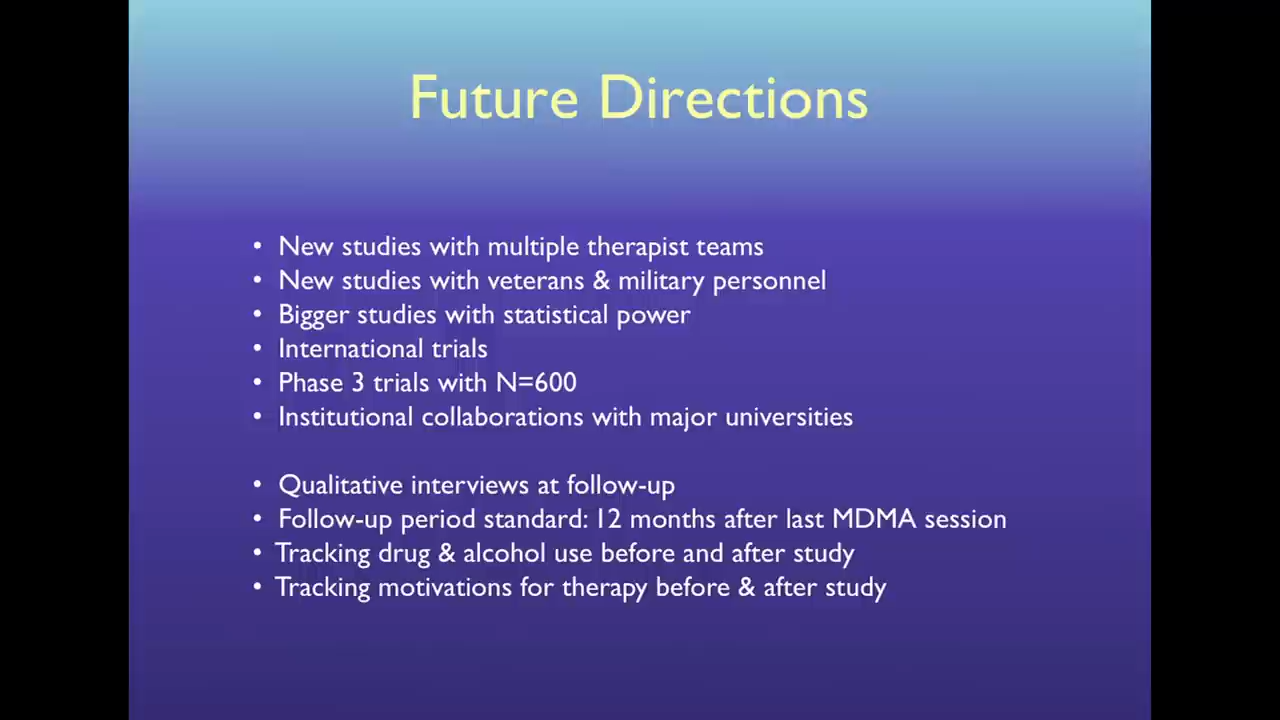 Future Directions
• New studies with multiple therapist teams
• New studies with veterans & military personnel
• Bigger studies with statistical power
• International trials
• Phase 3 trials with N=600
• Institutional collaborations with major universities
• Qualitative interviews at follow-up
• Follow-up period standard: 12 months after last MDMA session
• Tracking drug & alcohol use before and after study
• Tracking motivations for therapy before & after study